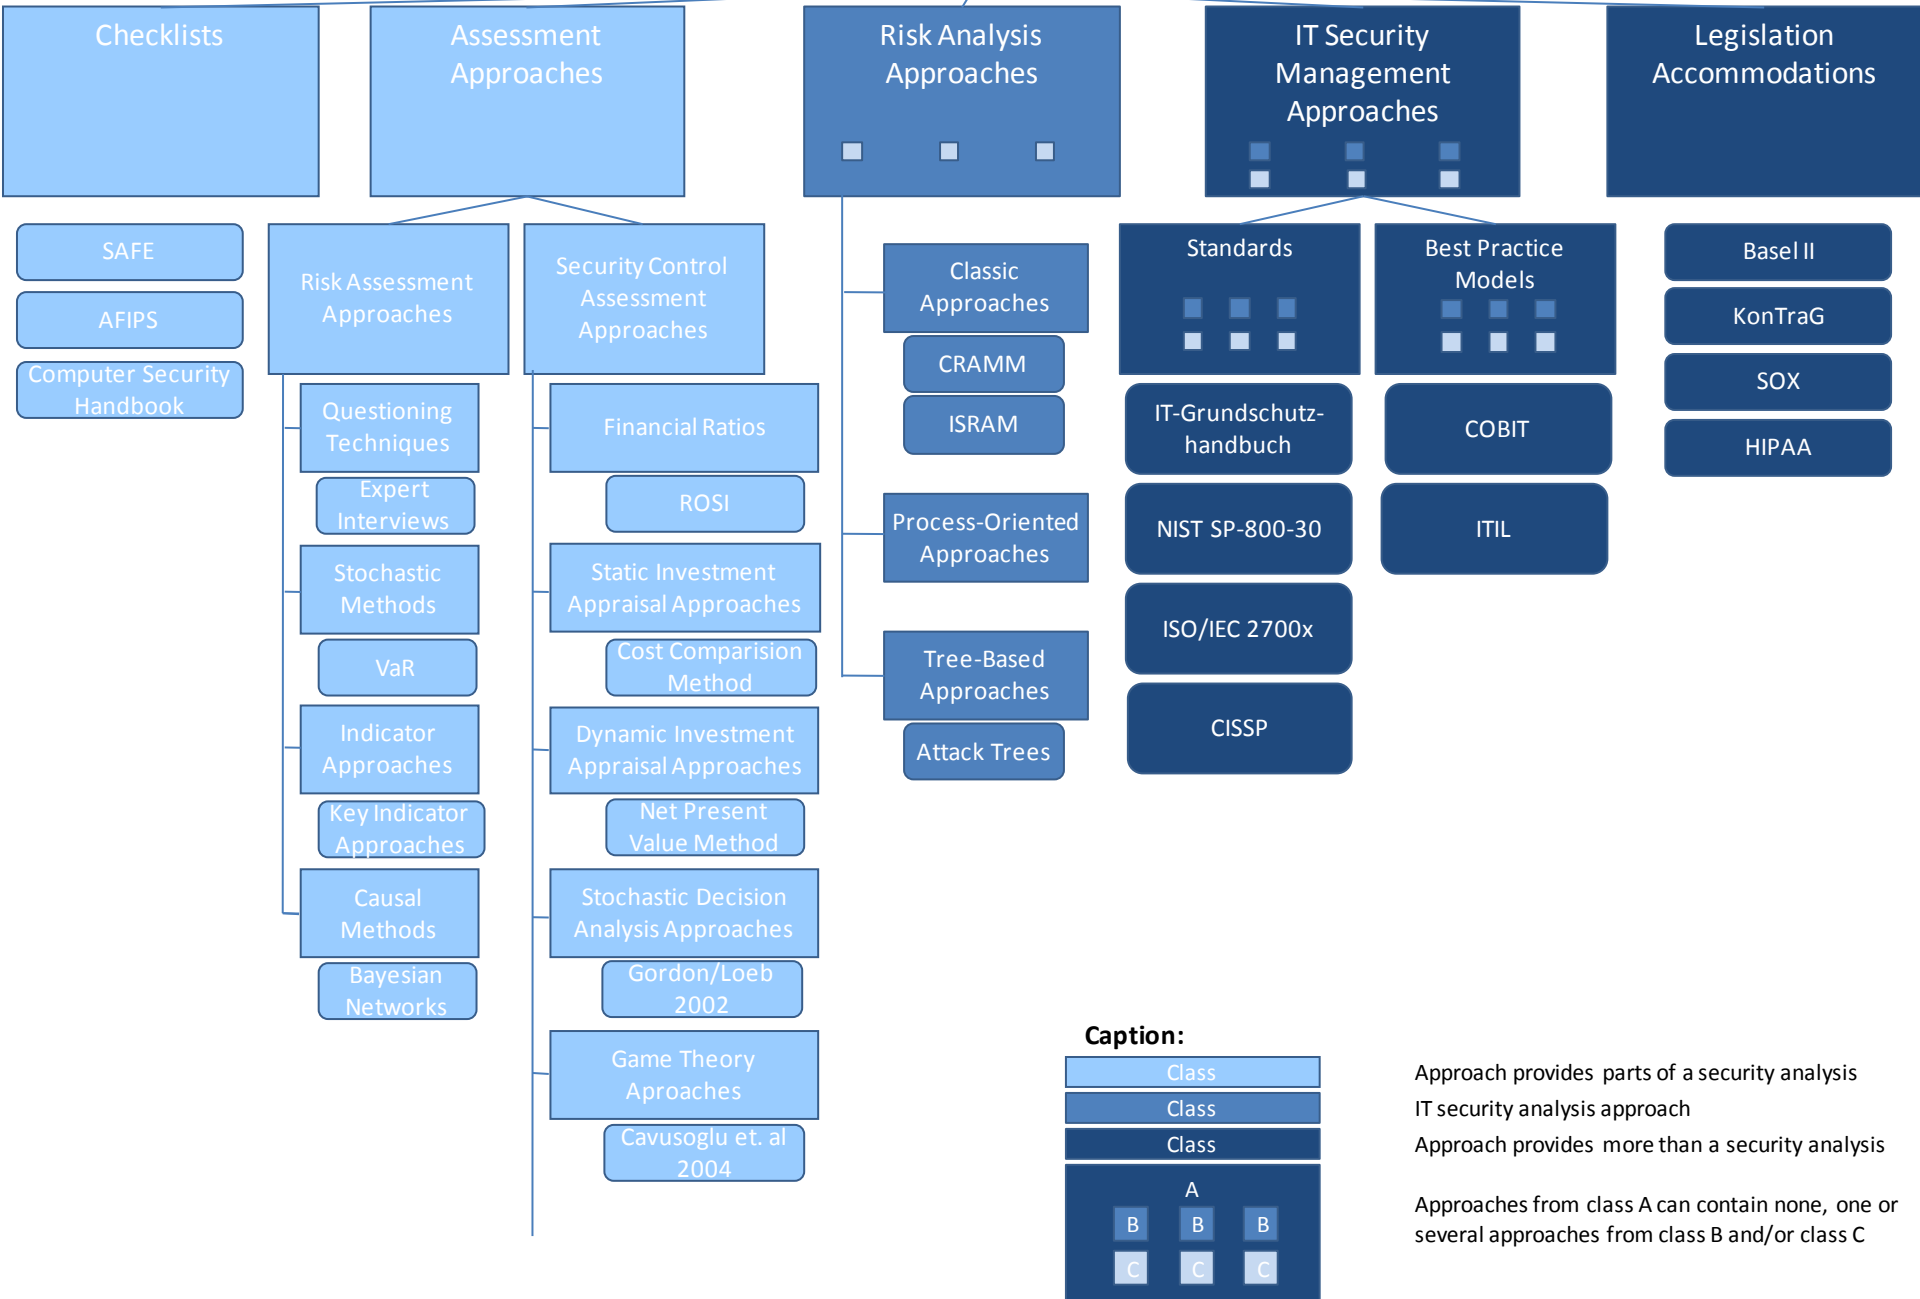 Checklists
Assessment
Approaches
Risk Analysis
Approaches
IT Security
Management
Approaches
Legislation
Accommodations
SAFE
AFIPS
Computer Security
Handbook
Risk Assessment
Approaches
Questioning
Techniques
Expert
Interviews
Stochastic
Methods
VaR
Indicator
Approaches
Key Indicator
Approaches
Causal
Methods
Bayesian
Networks
Security Control
Assessment
Approaches
Financial Ratios
ROSI
Static Investment
Appraisal Approaches
Cost Comparision
Method
Dynamic Investment
Appraisal Approaches
Net Present
Value Method
Stochastic Decision
Analysis Approaches
Gordon/Loeb
2002
Game Theory
Aproaches
Cavusoglu et. al
2004
Classic
Approaches
CRAMM
ISRAM
Process-Oriented
Approaches
Tree-Based
Approaches
Attack Trees
Standards
IT-Grundschutz-
handbuch
NIST SP-800-30
ISO/IEC 2700x
CISSP
Best Practice
Models
COBIT
ITIL
Basel II
KonTraG
SOX
HIPAA
Caption:
Class
Approach provides parts of a security analysis
Class
IT security analysis approach
Class
Approach provides more than a security analysis
A
B B B
C C C
Approaches from class A can contain none, one or
several approaches from class B and/or class C